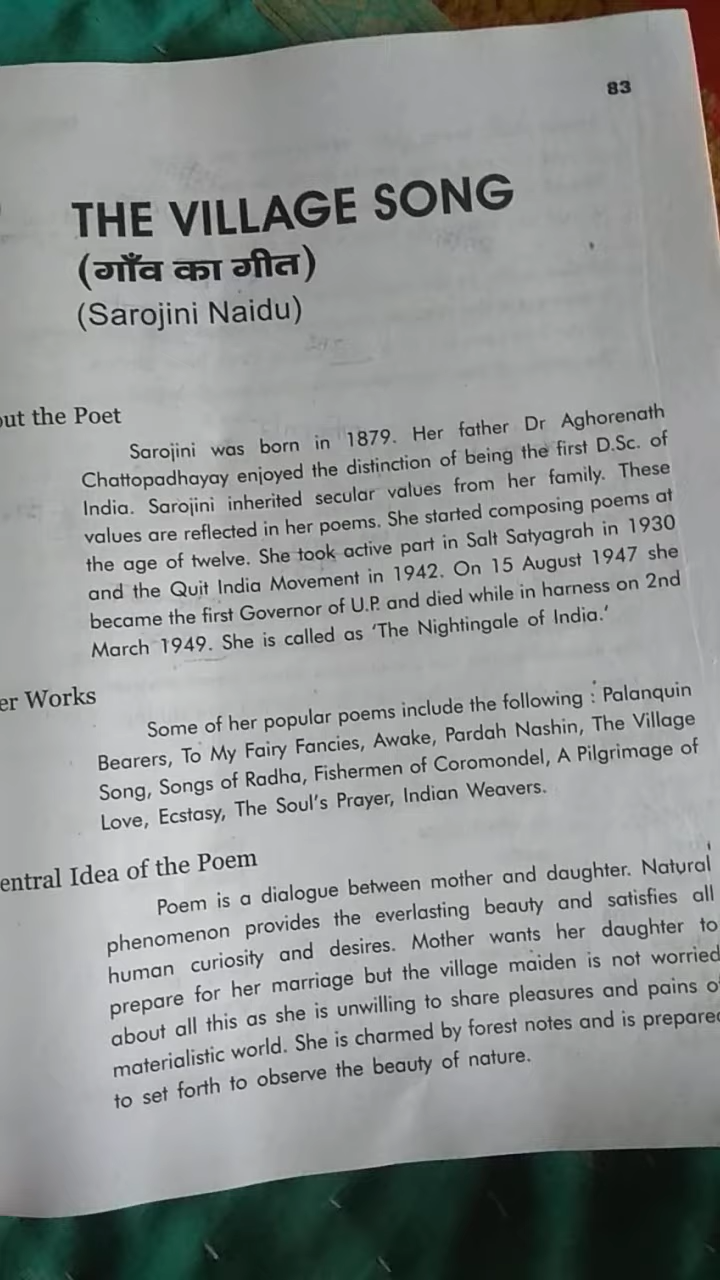 83
THE VILLAGE SONG
(गाँव का गीत)
(Sarojini Naidu)
the Poet
Sarojini was born in 1879. Her father Dr Aghorenath
Chattopadhayay enjoyed the distinction of being the first D.Sc. of
India. Sarojini inherited secular values from her family. These
values are reflected in her poems. She started composing poems at
the age of twelve. She took active part in Salt Satyagrah in 1930
and the Quit India Movement in 1942. On 15 August 1947 she
became the first Governor of U.P. and died while in harness on 2nd
March 1949. She is called as 'The Nightingale of India.'
Works
Some of her popular poems include the following : Palanquin
Bearers, To My Fairy Fancies, Awake, Pardah Nashin, The Village
Song, Songs of Radha, Fishermen of Coromondel, A Pilgrimage of
Love, Ecstasy, The Soul's Prayer, Indian Weavers.
Idea of the Poem
Poem is a dialogue between mother and daughter. Natural
phenomenon provides the everlasting beauty and satisfies all
human curiosity and desires. Mother wants her daughter to
prepare for her marriage but the village maiden is not worried
about all this as she is unwilling to share pleasures and pains
materialistic world. She is charmed by forest notes and is
to set forth to observe the beauty of nature.